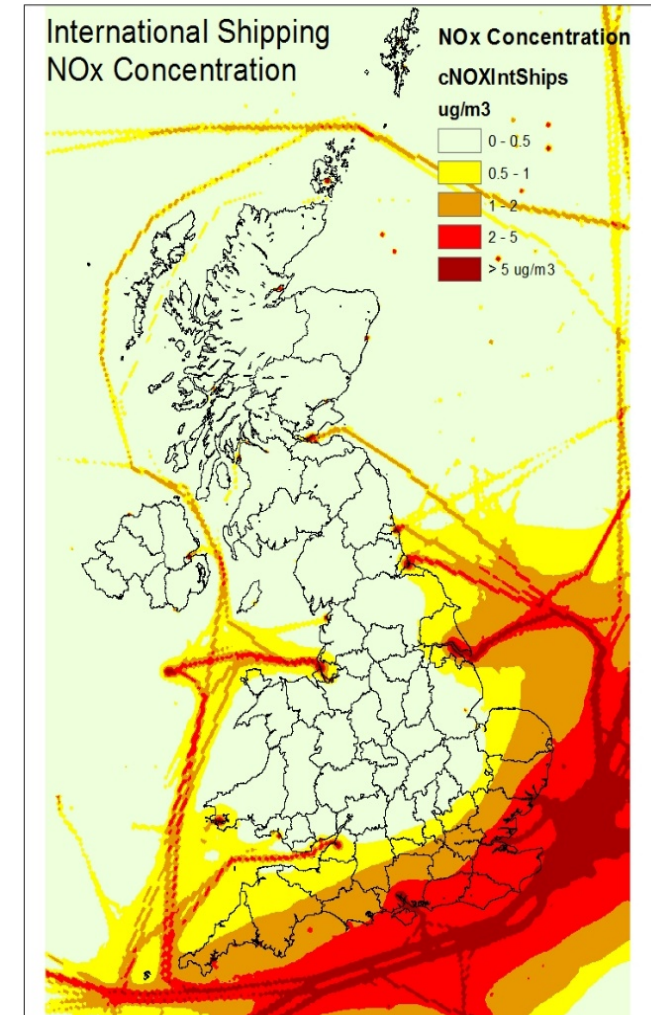 International Shipping
NOx Concentration
NOx Concentration
cNOXIntShips
ug/m3
0 - 0.5
0.5 - 1
1 - 2
2 - 5
> 5 ug/m3